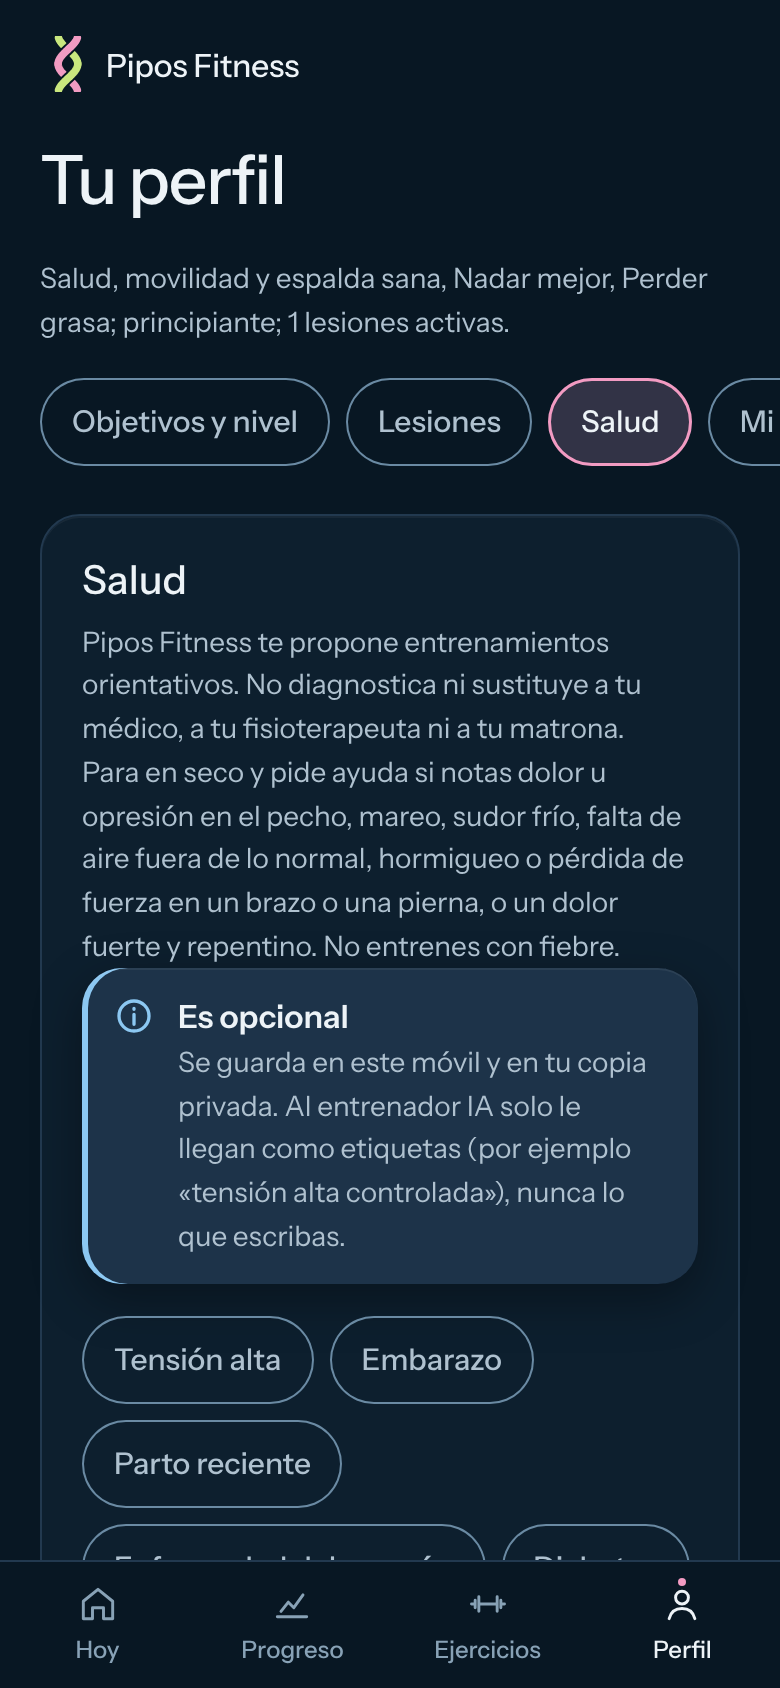 Pipos Fitness
Tu perfil
Salud, movilidad y espalda sana, Nadar mejor, Perder
grasa; principiante; 1 lesiones activas.
Objetivos y nivel
Lesiones
Salud
Mi
Salud
Pipos Fitness te propone entrenamientos
orientativos. No diagnostica ni sustituye a tu
médico, a tu fisioterapeuta ni a tu matrona.
Para en seco y pide ayuda si notas dolor u
opresión en el pecho, mareo, sudor frío, falta de
aire fuera de lo normal, hormigueo o pérdida de
fuerza en un brazo o una pierna, o un dolor
fuerte y repentino. No entrenes con fiebre.
Es opcional
Se guarda en este móvil y en tu copia
privada. Al entrenador IA solo le
llegan como etiquetas (por ejemplo
«tensión alta controlada»), nunca lo
que escribas.
Tensión alta
Embarazo
Parto reciente
Hoy
Progreso
Ejercicios
Perfil